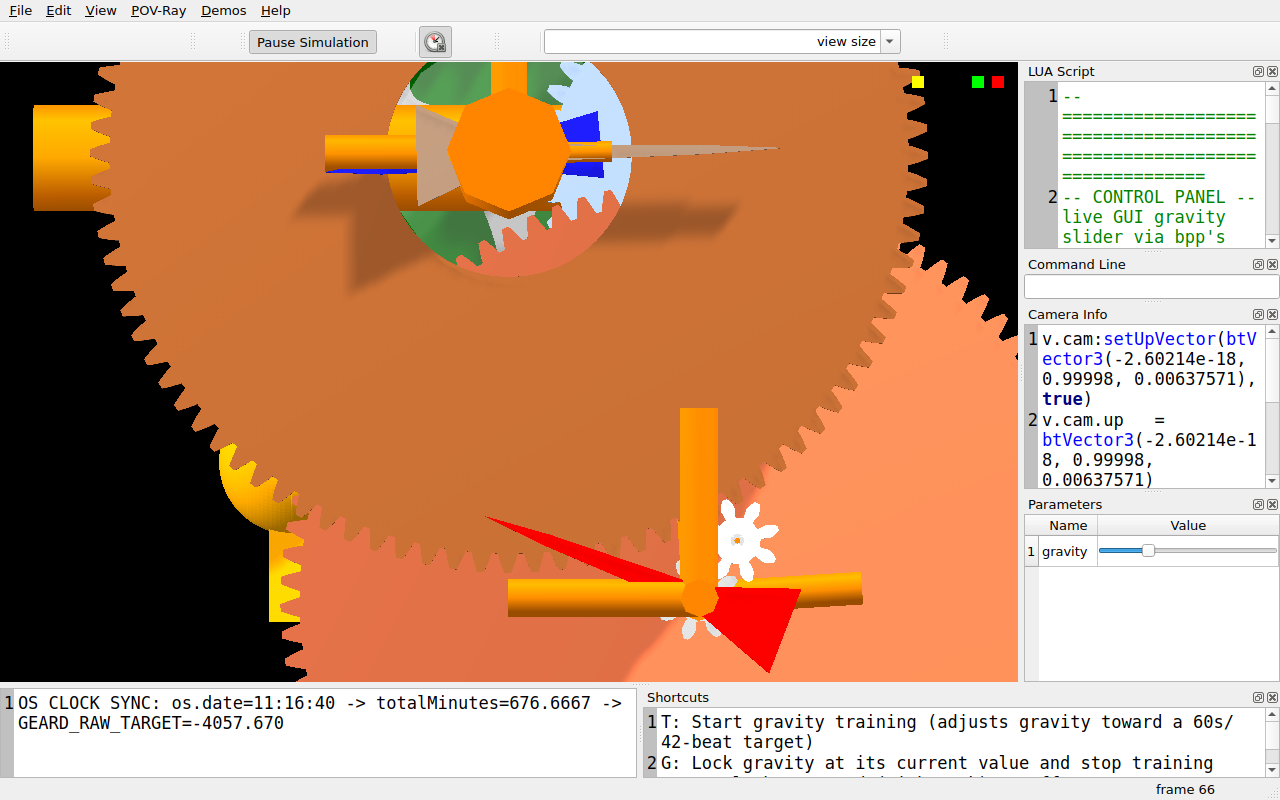 File Edit View POV-Ray Demos Help
Pause Simulation
view size
LUA Script
1 --
===================
===================
===================
==============
2 -- CONTROL PANEL --
live GUI gravity
slider via bpp's
Command Line
Camera Info
1 v.cam:setUpVector(btV
ector3(-2.60214e-18,
0.99998, 0.00637571),
true)
2 v.cam.up   =
btVector3(-2.60214e-1
8, 0.99998,
0.00637571)
Parameters
Name Value
1 gravity
1 OS CLOCK SYNC: os.date=11:16:40 -> totalMinutes=676.6667 ->
GEARD_RAW_TARGET=-4057.670
Shortcuts
1 T: Start gravity training (adjusts gravity toward a 60s/
42-beat target)
2 G: Lock gravity at its current value and stop training
frame 66